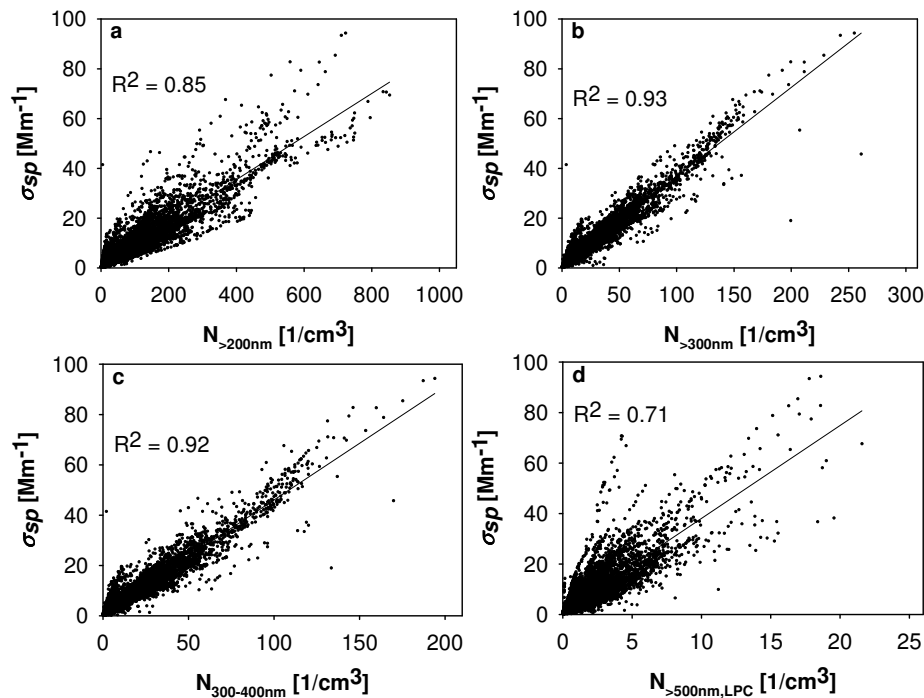 a
R² = 0.85
σsp [Mm⁻¹]
100
80
60
40
20
0
0 200 400 600 800 1000
N>200nm [1/cm³]
b
R² = 0.93
σsp [Mm⁻¹]
100
80
60
40
20
0
0 50 100 150 200 250 300
N>300nm [1/cm³]
c
R² = 0.92
σsp [Mm⁻¹]
100
80
60
40
20
0
0 50 100 150 200
N300-400nm [1/cm³]
d
R² = 0.71
σsp [Mm⁻¹]
100
80
60
40
20
0
0 5 10 15 20 25
N>500nm,LPC [1/cm³]